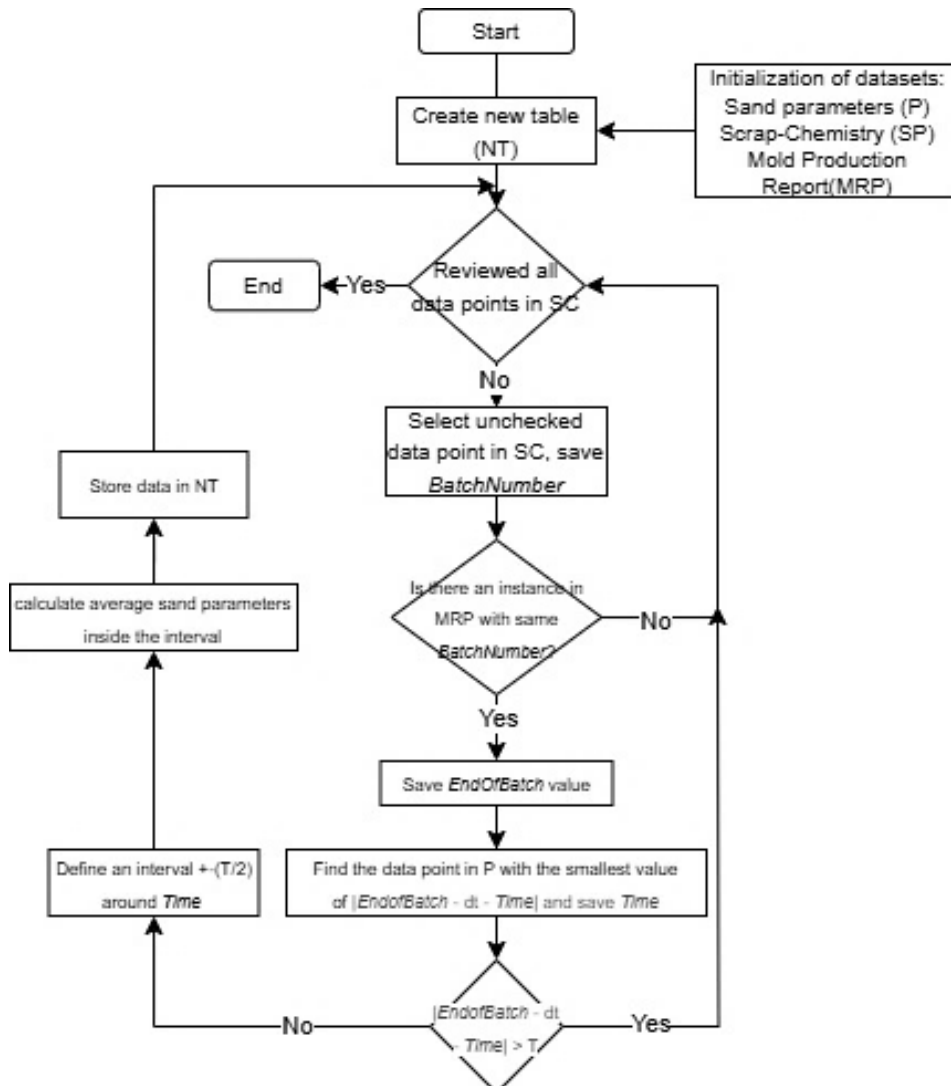 Start
Initialization of datasets:
Sand parameters (P)
Scrap-Chemistry (SP)
Mold Production
Report(MRP)
Create new table
(NT)
Reviewed all
data points in SC
Yes
End
No
Select unchecked
data point in SC, save
BatchNumber
Store data in NT
Is there an instance in
MRP with same
BatchNumber?
No
calculate average sand parameters
inside the interval
Yes
Save EndOfBatch value
Define an interval +-(T/2)
around Time
Find the data point in P with the smallest value
of |EndofBatch - dt - Time| and save Time
|EndofBatch - dt
- Time| > T
No
Yes